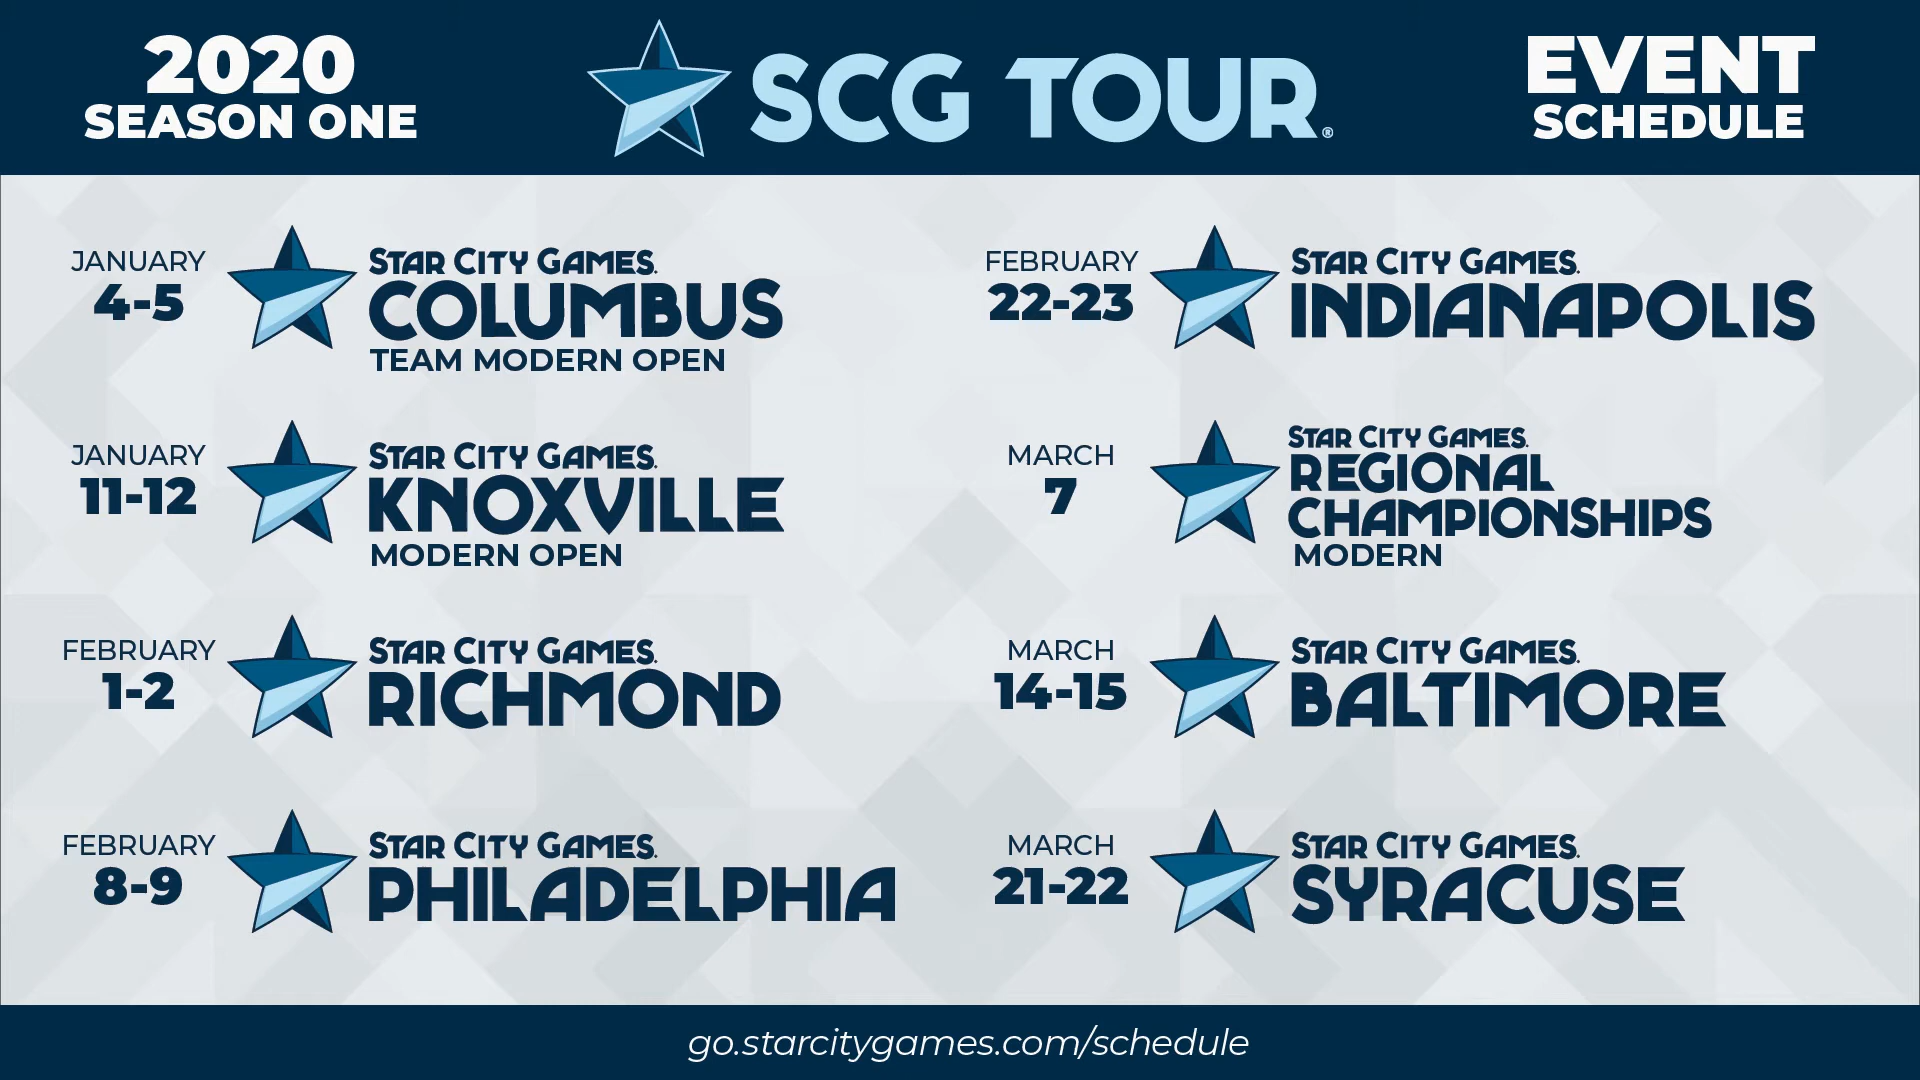 2020
SEASON ONE
SCG TOUR®
EVENT
SCHEDULE
JANUARY
4-5
STAR CITY GAMES.
COLUMBUS
TEAM MODERN OPEN
JANUARY
11-12
STAR CITY GAMES.
KNOXVILLE
MODERN OPEN
FEBRUARY
1-2
STAR CITY GAMES.
RICHMOND
FEBRUARY
8-9
STAR CITY GAMES.
PHILADELPHIA
FEBRUARY
22-23
STAR CITY GAMES.
INDIANAPOLIS
MARCH
7
STAR CITY GAMES.
REGIONAL
CHAMPIONSHIPS
MODERN
MARCH
14-15
STAR CITY GAMES.
BALTIMORE
MARCH
21-22
STAR CITY GAMES.
SYRACUSE
go.starcitygames.com/schedule